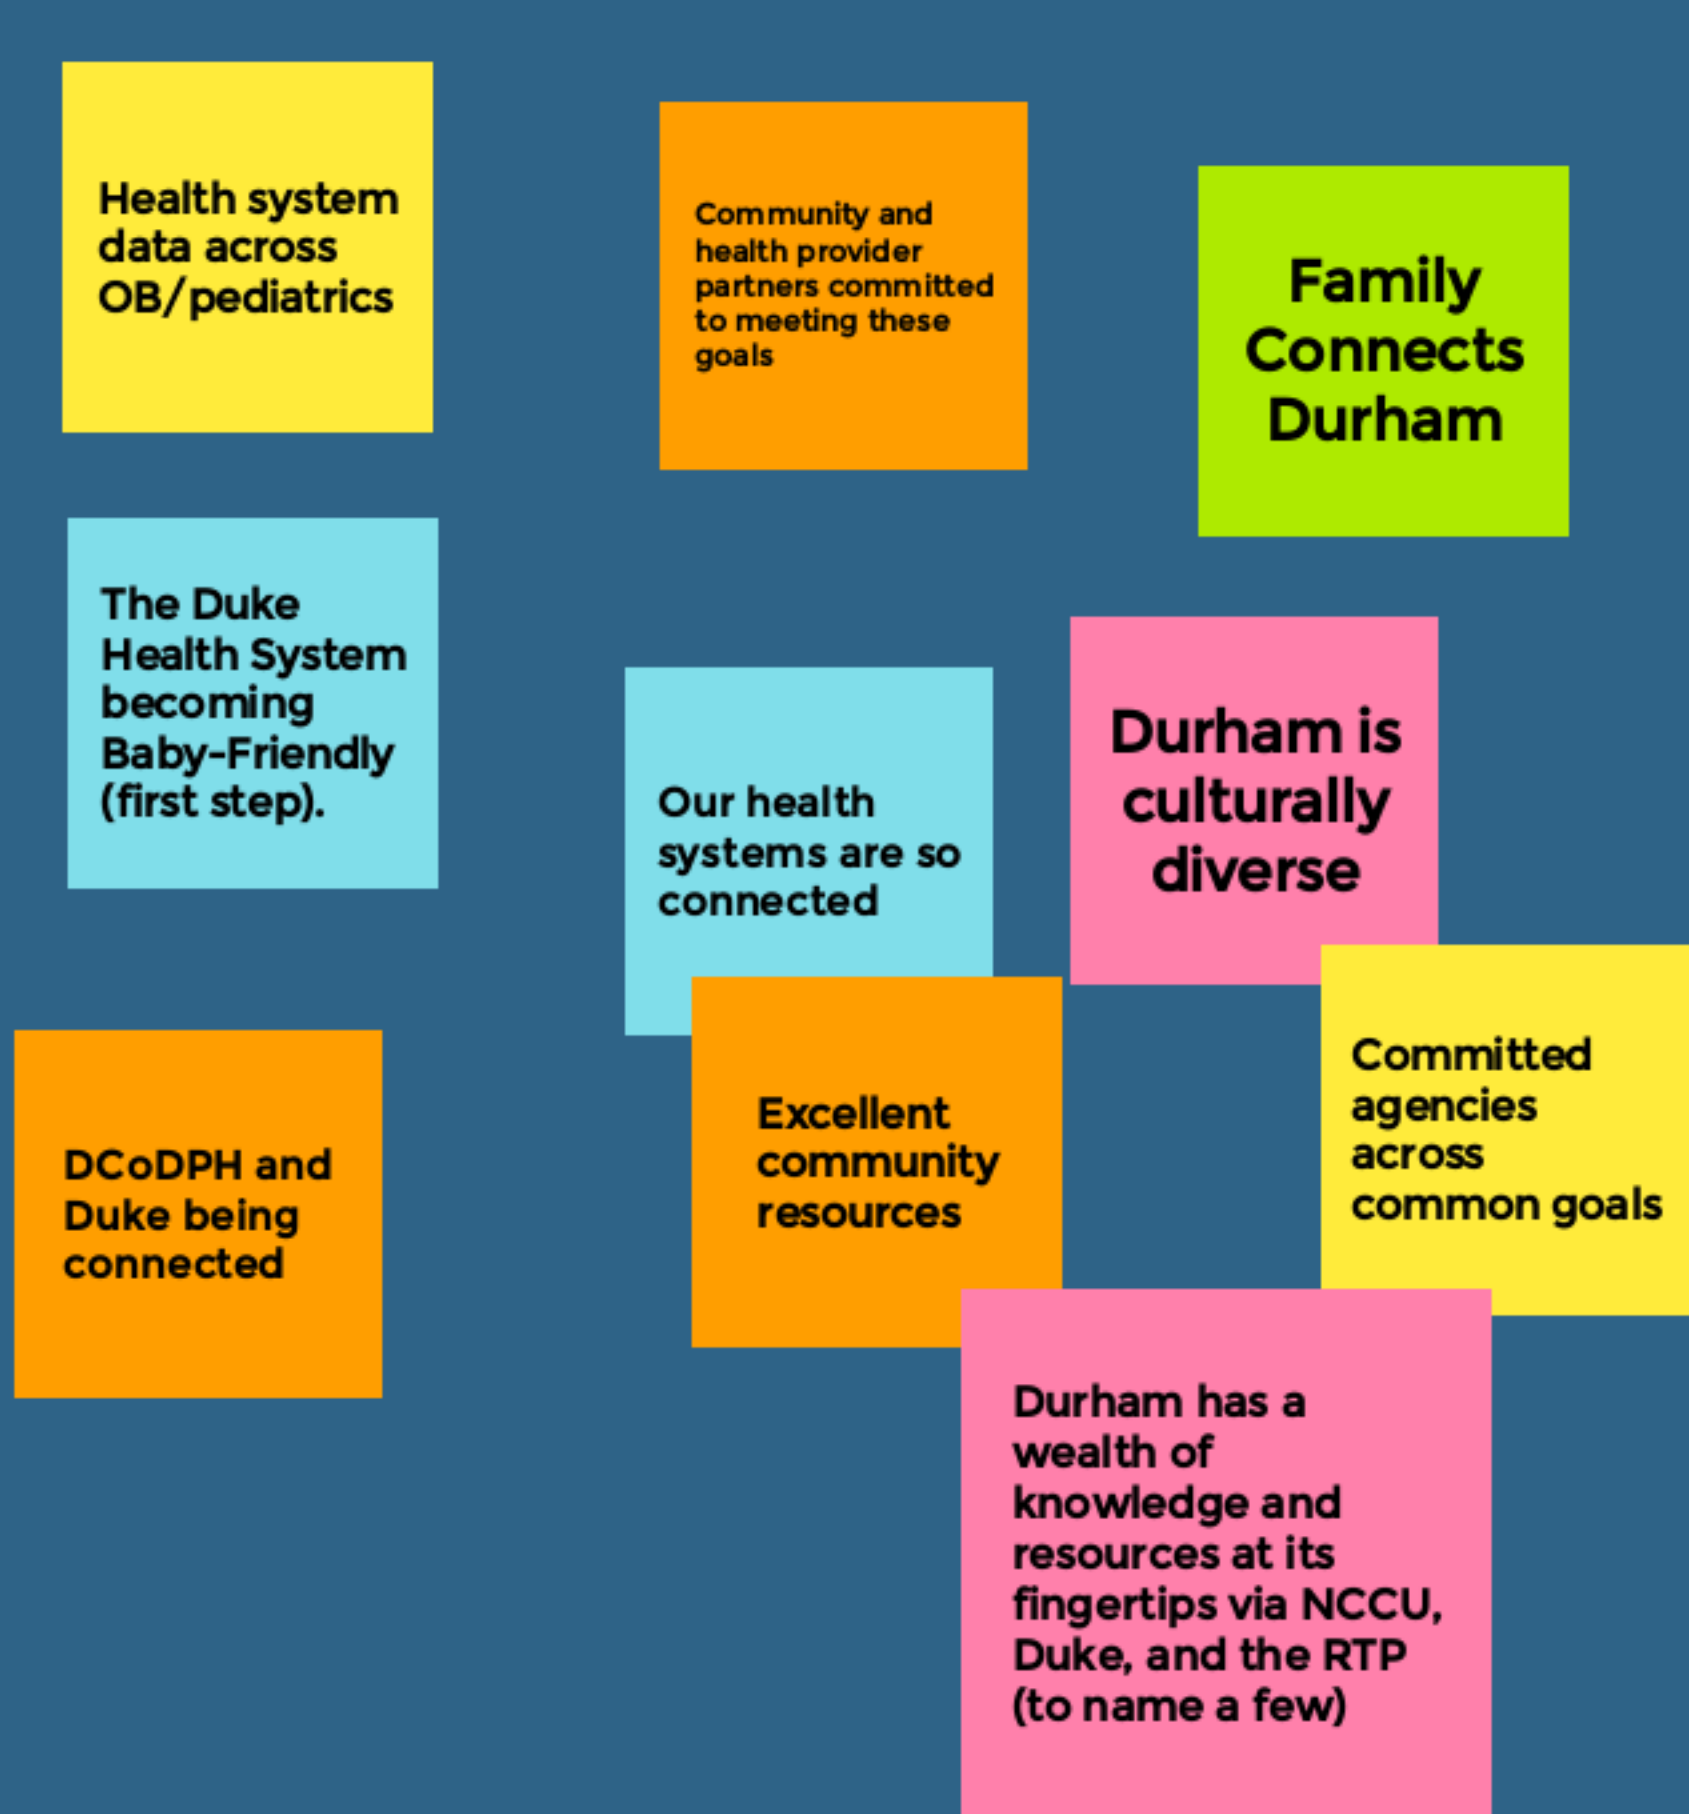 Health system
data across
OB/pediatrics
Community and
health provider
partners committed
to meeting these
goals
Family
Connects
Durham
The Duke
Health System
becoming
Baby-Friendly
(first step).
Our health
systems are so
connected
Durham is
culturally
diverse
DCoDPH and
Duke being
connected
Excellent
community
resources
Committed
agencies
across
common goals
Durham has a
wealth of
knowledge and
resources at its
fingertips via NCCU,
Duke, and the RTP
(to name a few)